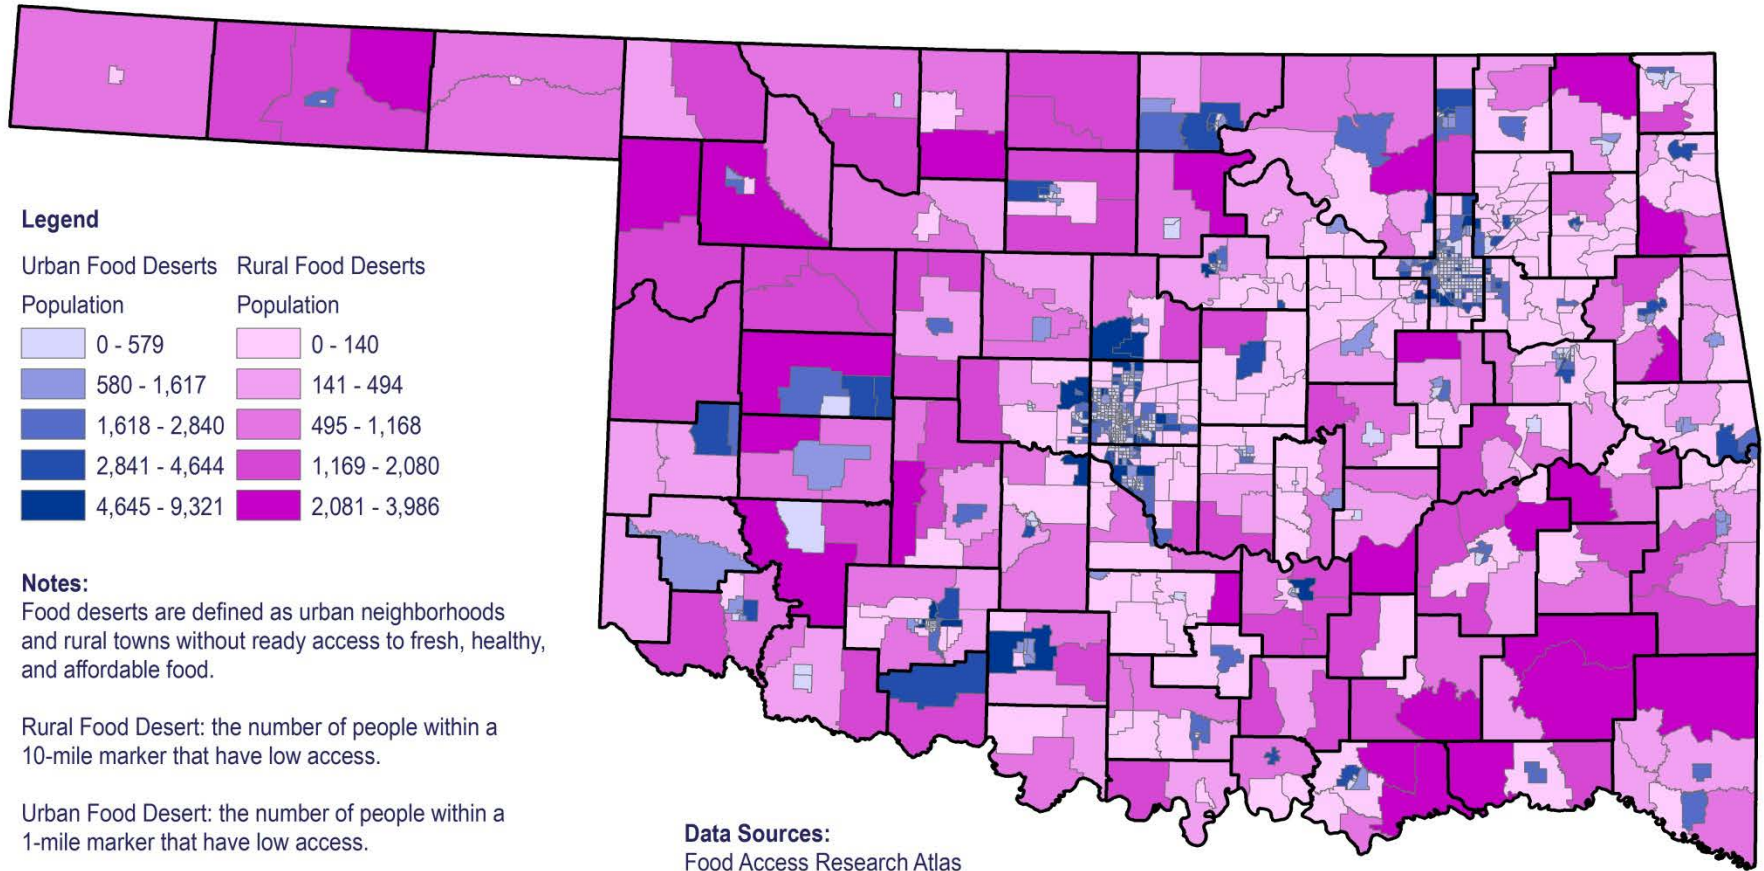 Legend
Urban Food Deserts Rural Food Deserts
Population Population
0 - 579 0 - 140
580 - 1,617 141 - 494
1,618 - 2,840 495 - 1,168
2,841 - 4,644 1,169 - 2,080
4,645 - 9,321 2,081 - 3,986
Notes:
Food deserts are defined as urban neighborhoods
and rural towns without ready access to fresh, healthy,
and affordable food.
Rural Food Desert: the number of people within a
10-mile marker that have low access.
Urban Food Desert: the number of people within a
1-mile marker that have low access.
Data Sources:
Food Access Research Atlas